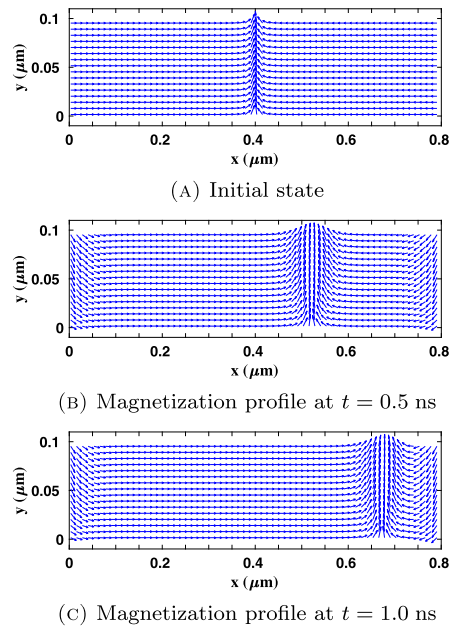 0.1
0.05
0
y (μm)
0 0.2 0.4 0.6 0.8
x (μm)
(A) Initial state
0.1
0.05
0
y (μm)
0 0.2 0.4 0.6 0.8
x (μm)
(B) Magnetization profile at t = 0.5 ns
0.1
0.05
0
y (μm)
0 0.2 0.4 0.6 0.8
x (μm)
(C) Magnetization profile at t = 1.0 ns